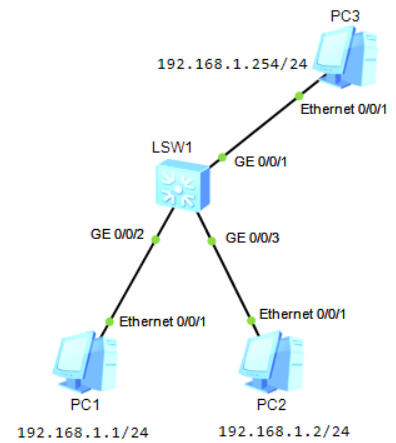 PC3
192.168.1.254/24
Ethernet 0/0/1
LSW1
GE 0/0/1
GE 0/0/2
GE 0/0/3
Ethernet 0/0/1
Ethernet 0/0/1
PC1
PC2
192.168.1.1/24
192.168.1.2/24